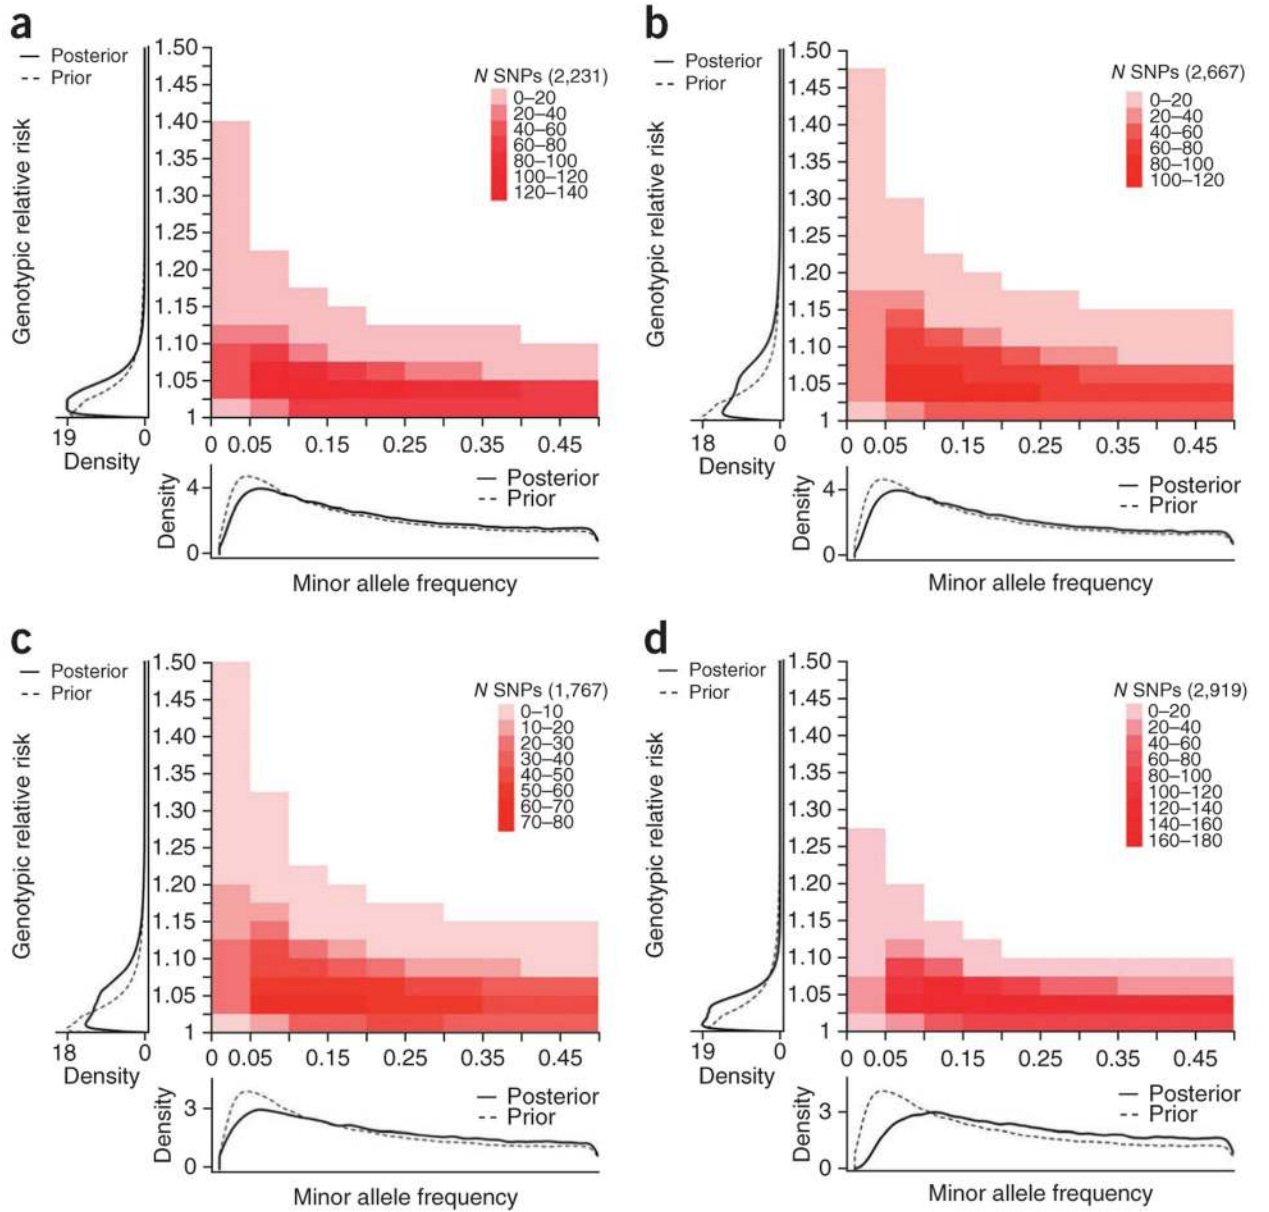 a
Posterior
Prior
Genotypic relative risk
1.50
1.45
1.40
1.35
1.30
1.25
1.20
1.15
1.10
1.05
1
N SNPs (2,231)
0–20
20–40
40–60
60–80
80–100
100–120
120–140
19 0
Density
0 0.05 0.15 0.25 0.35 0.45
Density
4
0
Posterior
Prior
Minor allele frequency
b
Posterior
Prior
Genotypic relative risk
1.50
1.45
1.40
1.35
1.30
1.25
1.20
1.15
1.10
1.05
1
N SNPs (2,667)
0–20
20–40
40–60
60–80
80–100
100–120
18 0
Density
0 0.05 0.15 0.25 0.35 0.45
Density
4
0
Posterior
Prior
Minor allele frequency
c
Posterior
Prior
Genotypic relative risk
1.50
1.45
1.40
1.35
1.30
1.25
1.20
1.15
1.10
1.05
1
N SNPs (1,767)
0–10
10–20
20–30
30–40
40–50
50–60
60–70
70–80
18 0
Density
0 0.05 0.15 0.25 0.35 0.45
Density
3
0
Posterior
Prior
Minor allele frequency
d
Posterior
Prior
Genotypic relative risk
1.50
1.45
1.40
1.35
1.30
1.25
1.20
1.15
1.10
1.05
1
N SNPs (2,919)
0–20
20–40
40–60
60–80
80–100
100–120
120–140
140–160
160–180
19 0
Density
0 0.05 0.15 0.25 0.35 0.45
Density
3
0
Posterior
Prior
Minor allele frequency